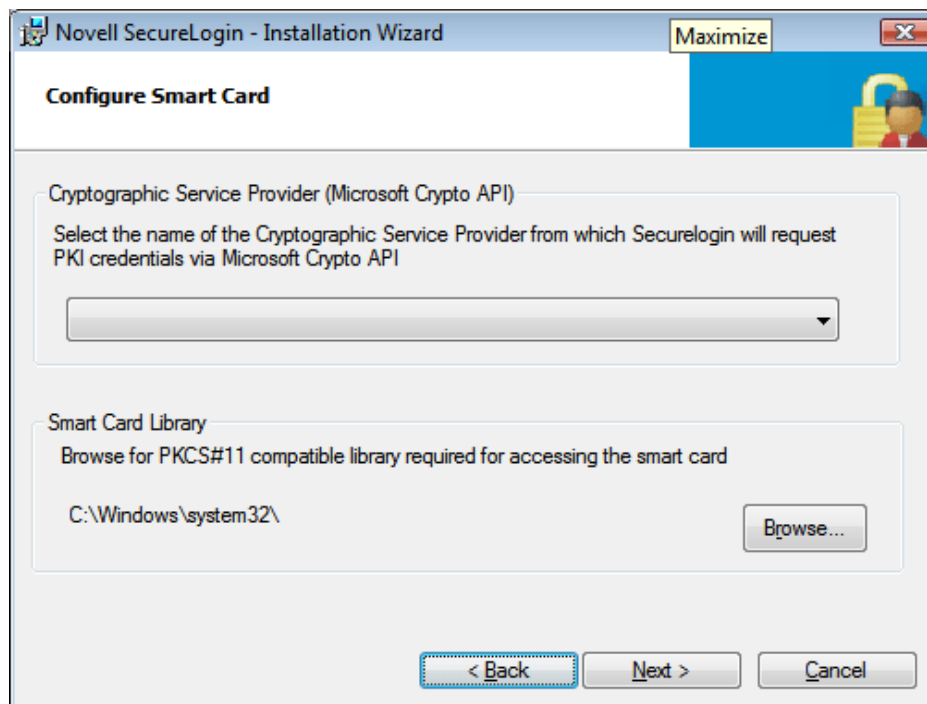 Novell SecureLogin - Installation Wizard
Maximize
Configure Smart Card
Cryptographic Service Provider (Microsoft Crypto API)
Select the name of the Cryptographic Service Provider from which Securelogin will request
PKI credentials via Microsoft Crypto API
Smart Card Library
Browse for PKCS#11 compatible library required for accessing the smart card
C:\Windows\system32\
Browse...
< Back
Next >
Cancel